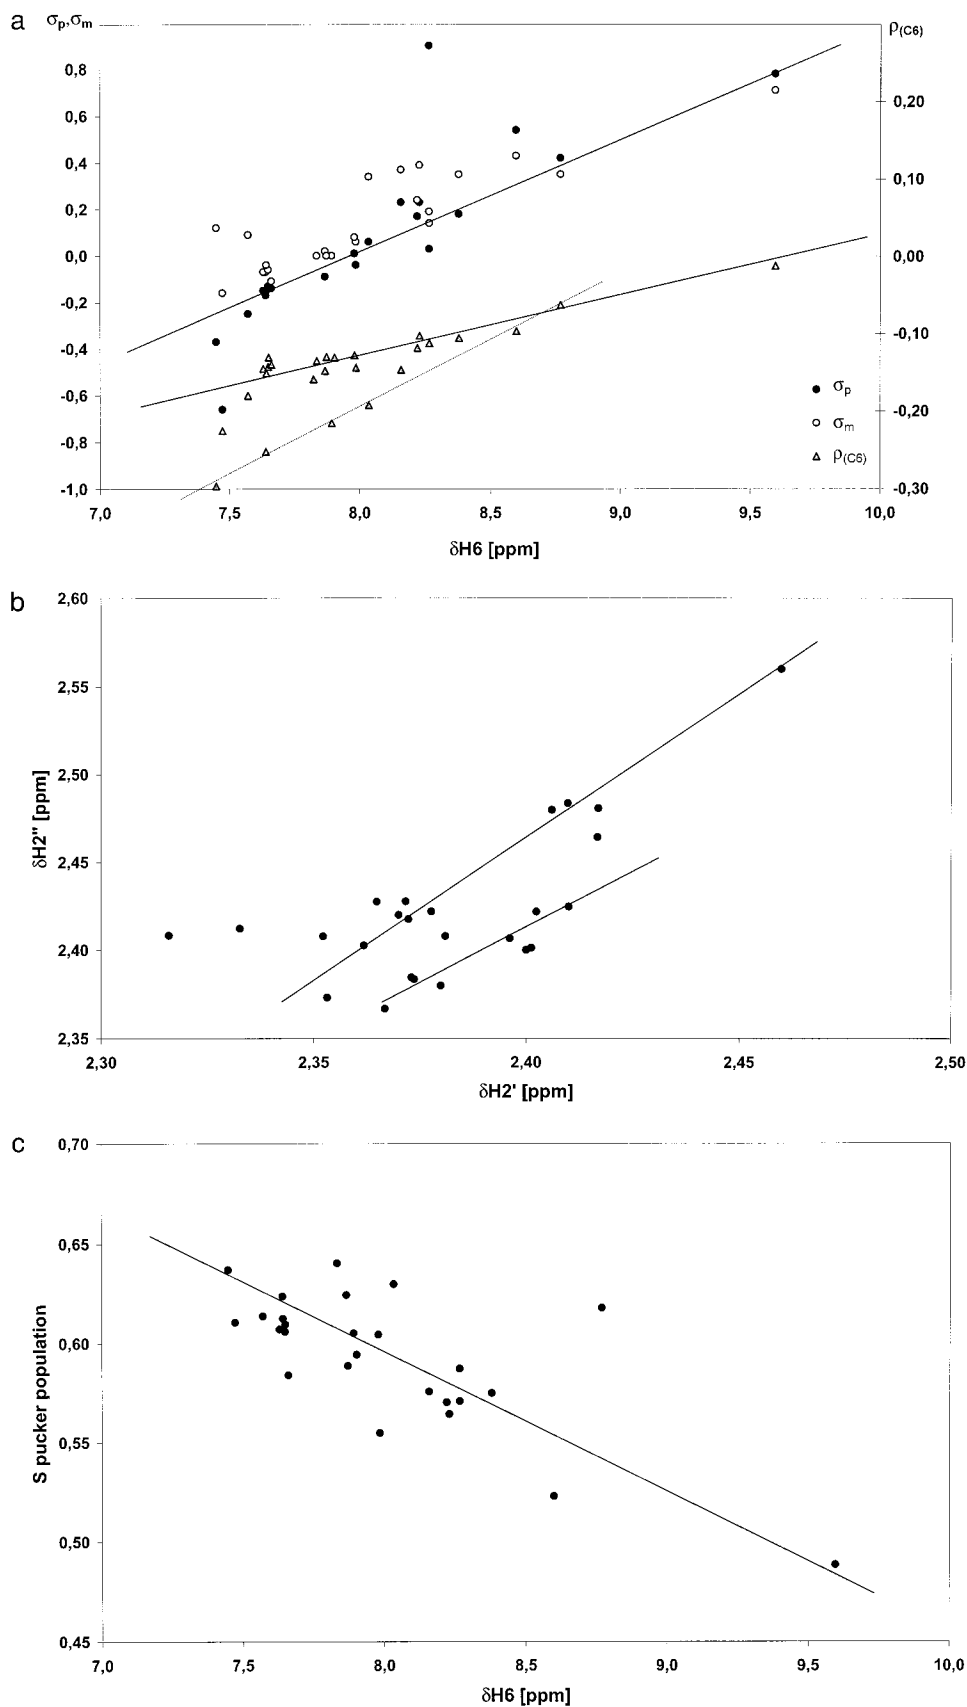 a
σp,σm
ρ(C6)
0,8
0,6
0,4
0,2
0,0
-0,2
-0,4
-0,6
-0,8
-1,0
0,20
0,10
0,00
-0,10
-0,20
-0,30
σp
σm
ρ(C6)
7,0 7,5 8,0 8,5 9,0 9,5 10,0
δH6 [ppm]
b
2,60
2,55
2,50
2,45
2,40
2,35
δH2" [ppm]
2,30 2,35 2,40 2,45 2,50
δH2' [ppm]
c
0,70
0,65
0,60
0,55
0,50
0,45
S pucker population
7,0 7,5 8,0 8,5 9,0 9,5 10,0
δH6 [ppm]